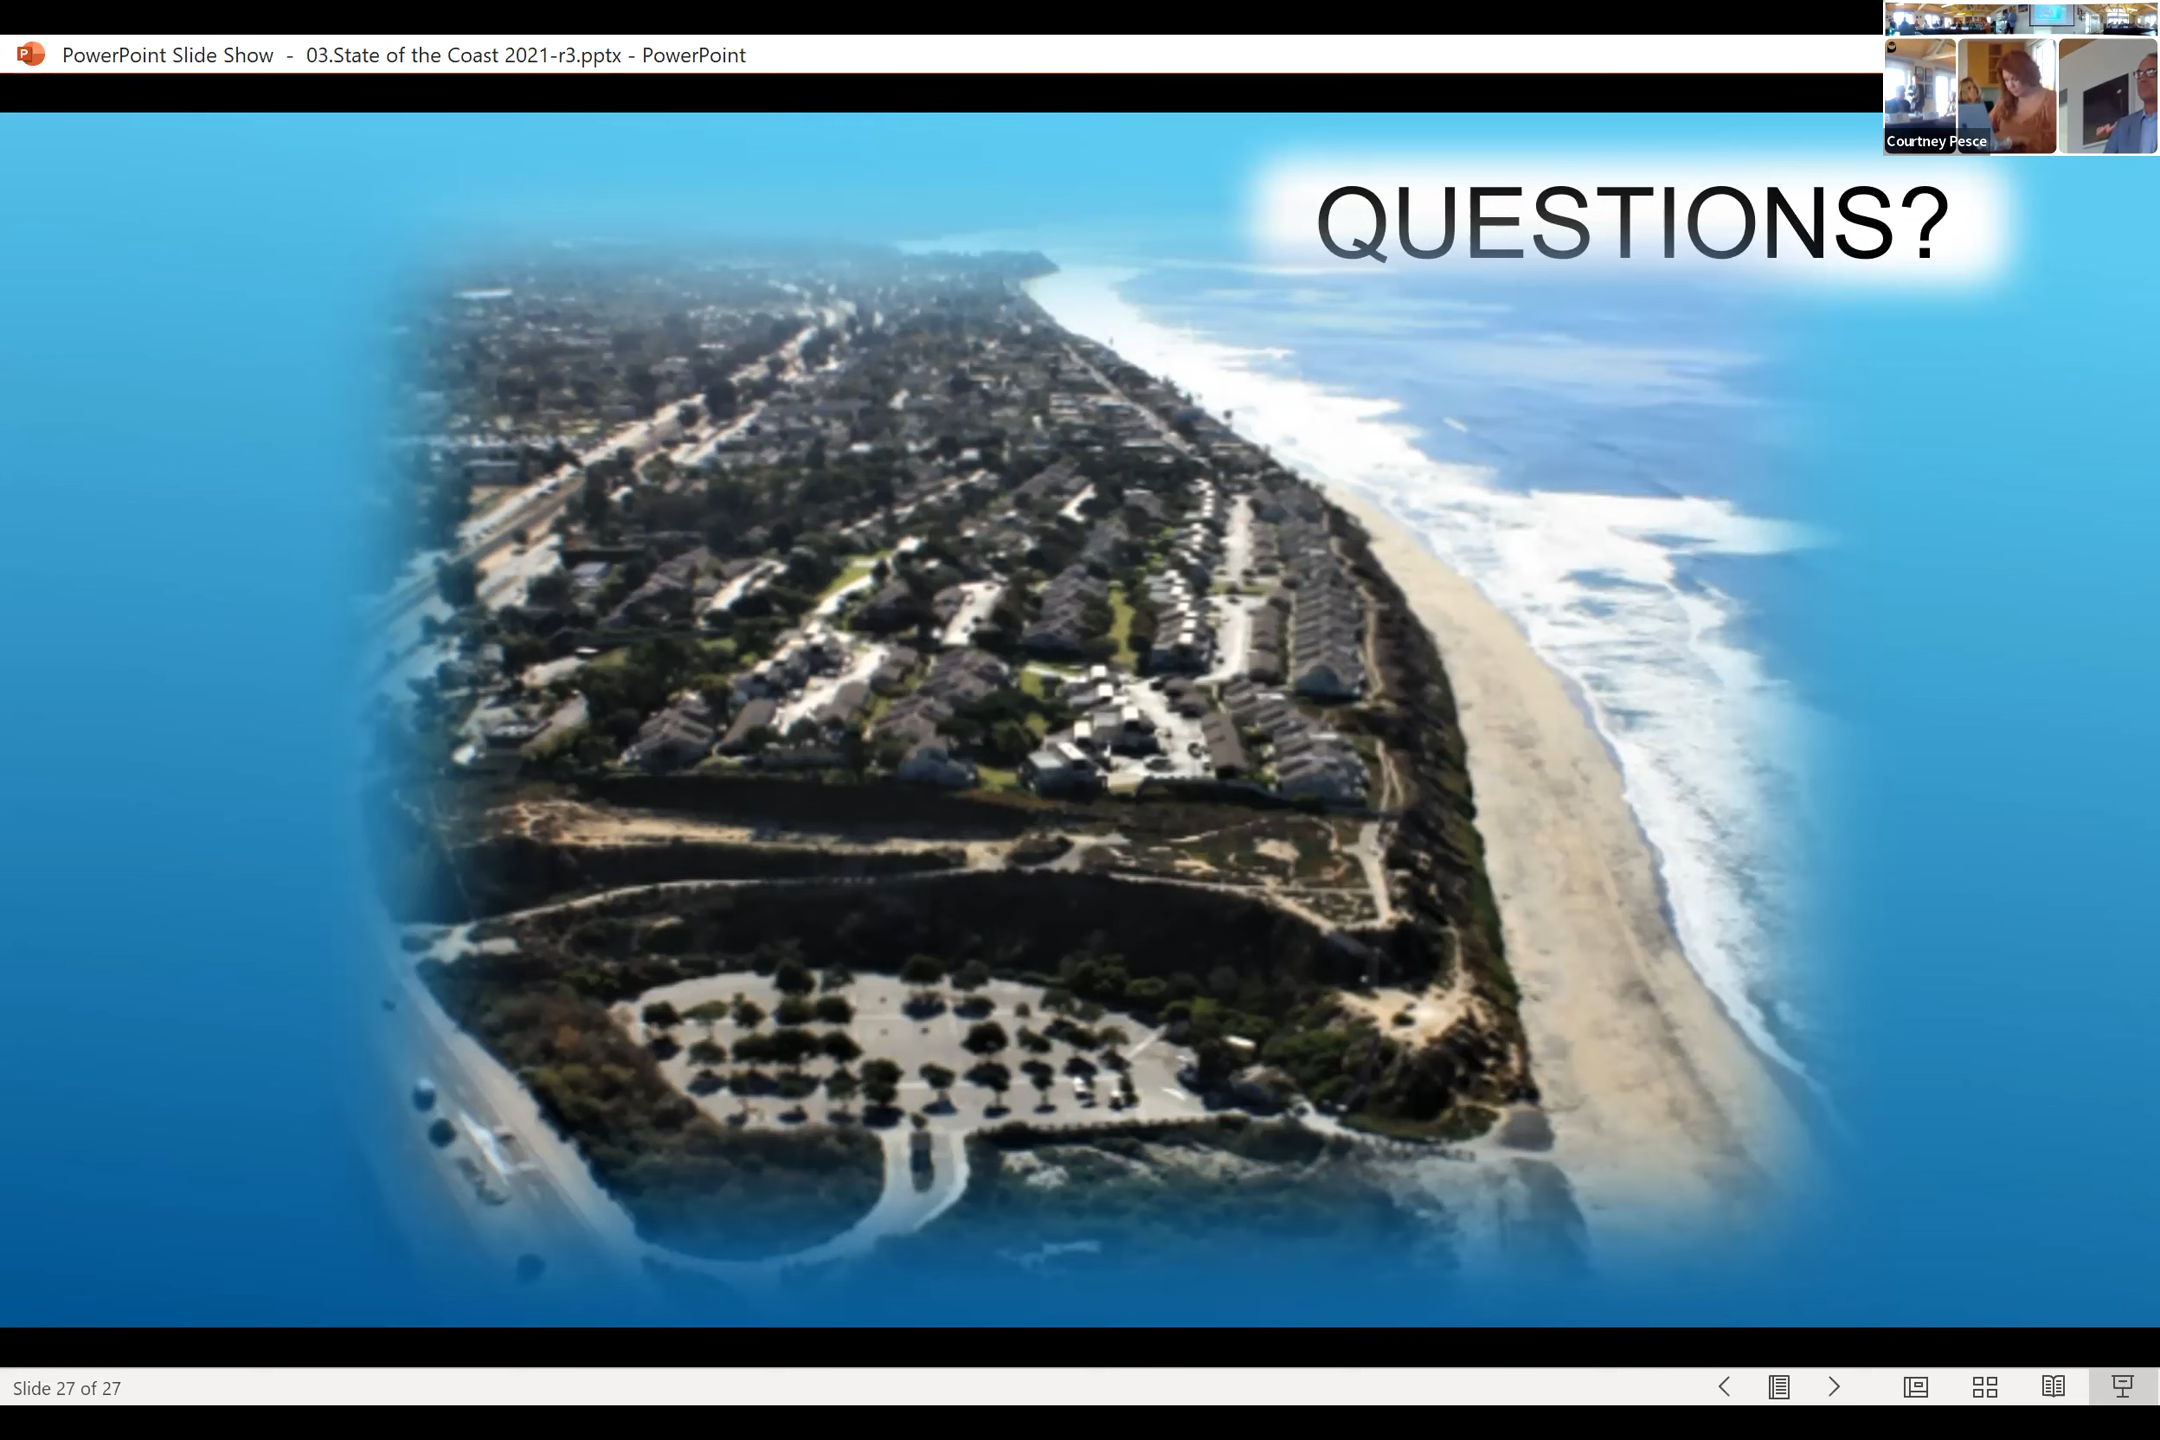 PowerPoint Slide Show - 03.State of the Coast 2021-r3.pptx - PowerPoint
Courtney Pesce
QUESTIONS?
Slide 27 of 27